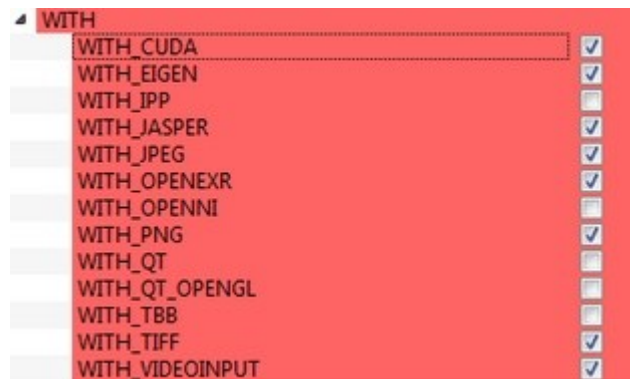 WITH
WITH_CUDA
WITH_EIGEN
WITH_IPP
WITH_JASPER
WITH_JPEG
WITH_OPENEXR
WITH_OPENNI
WITH_PNG
WITH_QT
WITH_QT_OPENGL
WITH_TBB
WITH_TIFF
WITH_VIDEOINPUT